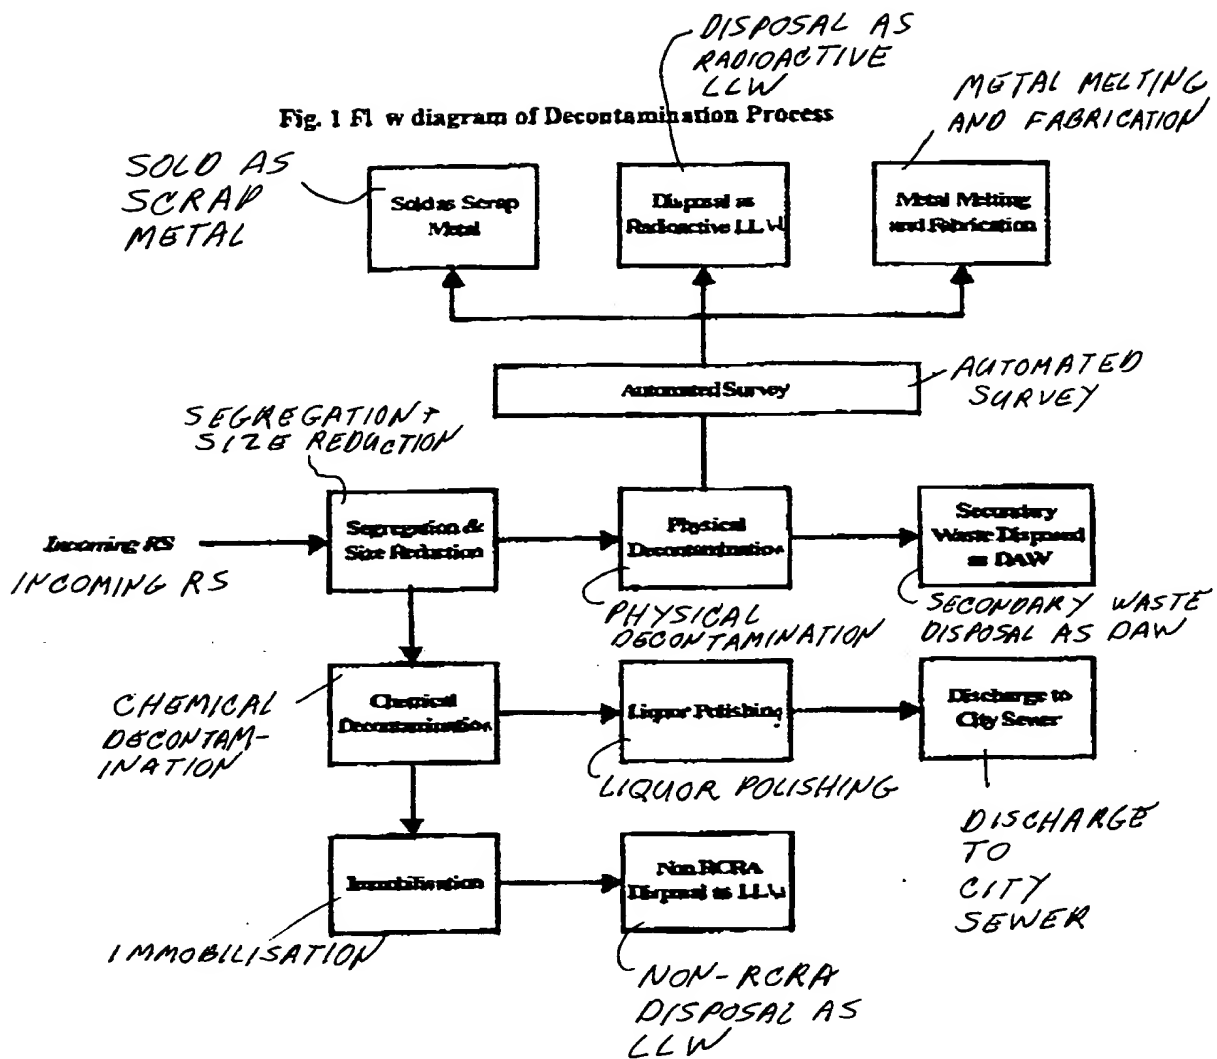 DISPOSAL AS
RADIOACTIVE
LLW
METAL MELTING
AND FABRICATION
Fig. 1 Fl w diagram of Decontamination Process
SOLD AS
SCRAP
METAL
Sold as Scrap
Metal
Disposal as
Radioactive LLW
Metal Melting
and Fabrication
Automated Survey
AUTOMATED
SURVEY
SEGREGATION +
SIZE REDUCTION
Incoming RS
INCOMING RS
Segregation &
Size Reduction
Physical
Decontamination
Secondary
Waste Disposal
as DAW
PHYSICAL
DECONTAMINATION
SECONDARY WASTE
DISPOSAL AS DAW
CHEMICAL
DECONTAM-
INATION
Chemical
Decontamination
Liquor Polishing
Discharge to
City Sewer
LIQUOR POLISHING
DISCHARGE
TO
CITY
SEWER
Immobilisation
Non RCRA
Disposal as LLW
IMMOBILISATION
NON-RCRA
DISPOSAL AS
LLW